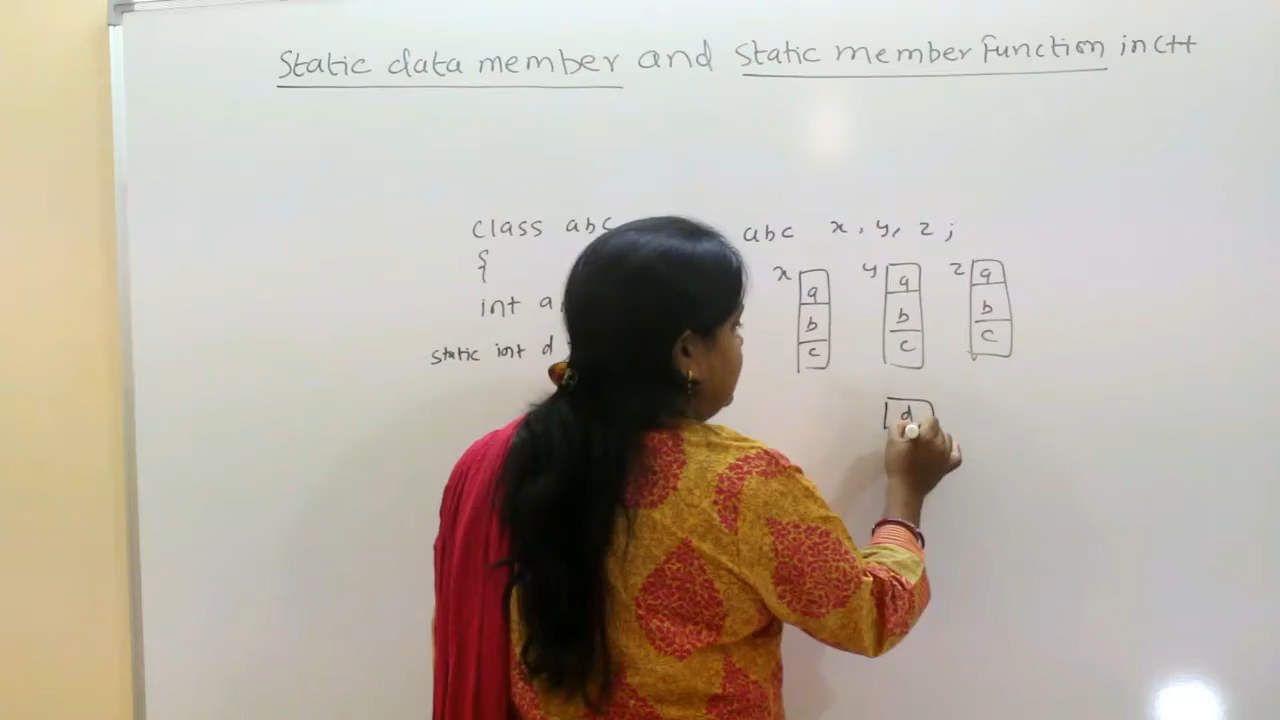 Static data member and Static member function in C++
class abc
{
int a,
static int d
abc x, y, z;
x y z
a a a
b b b
c c c
d